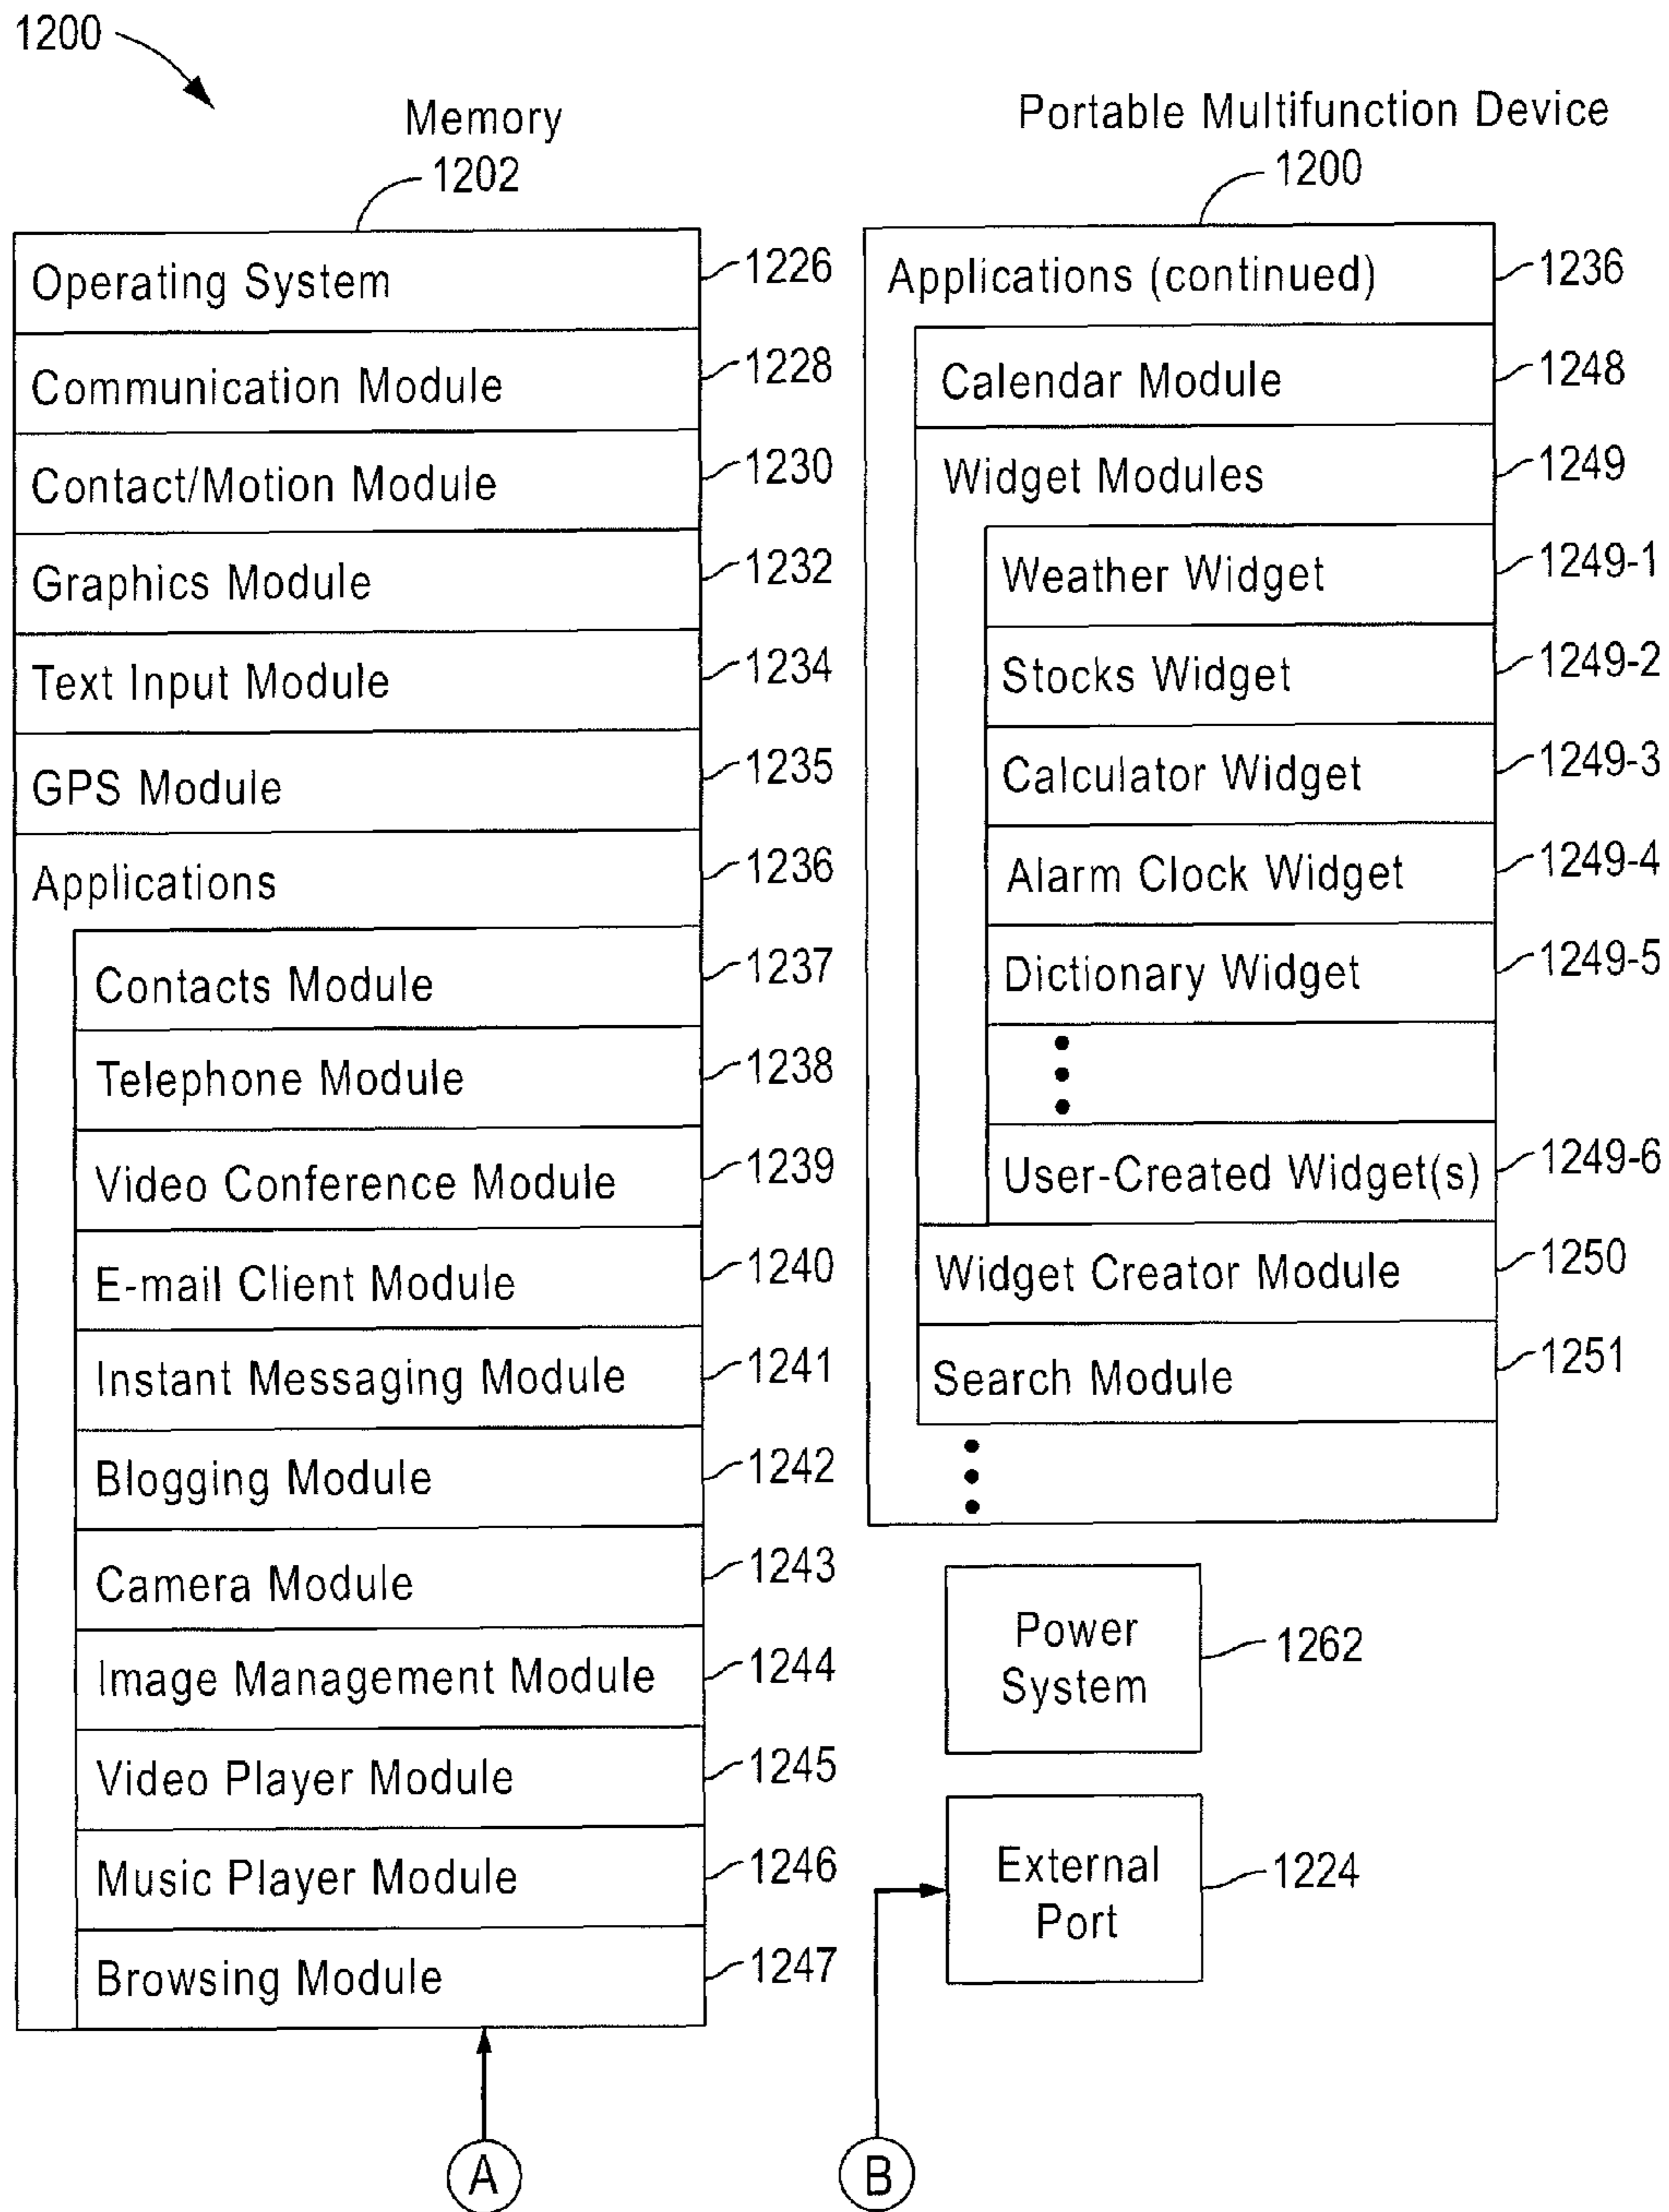 1200
Memory
1202
Operating System 1226
Communication Module 1228
Contact/Motion Module 1230
Graphics Module 1232
Text Input Module 1234
GPS Module 1235
Applications 1236
Contacts Module 1237
Telephone Module 1238
Video Conference Module 1239
E-mail Client Module 1240
Instant Messaging Module 1241
Blogging Module 1242
Camera Module 1243
Image Management Module 1244
Video Player Module 1245
Music Player Module 1246
Browsing Module 1247
A
Portable Multifunction Device
1200
Applications (continued) 1236
Calendar Module 1248
Widget Modules 1249
Weather Widget 1249-1
Stocks Widget 1249-2
Calculator Widget 1249-3
Alarm Clock Widget 1249-4
Dictionary Widget 1249-5
User-Created Widget(s) 1249-6
Widget Creator Module 1250
Search Module 1251
Power
System
1262
External
Port
1224
B